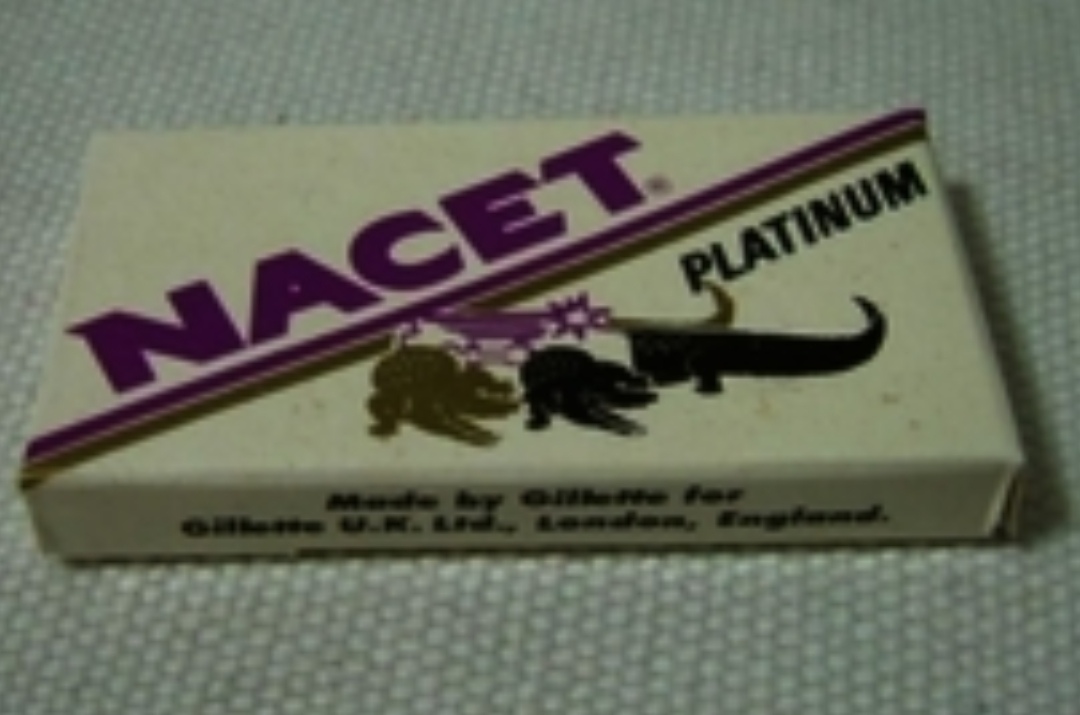 NACET®
PLATINUM
Made by Gillette for
Gillette U.K. Ltd., London, England.